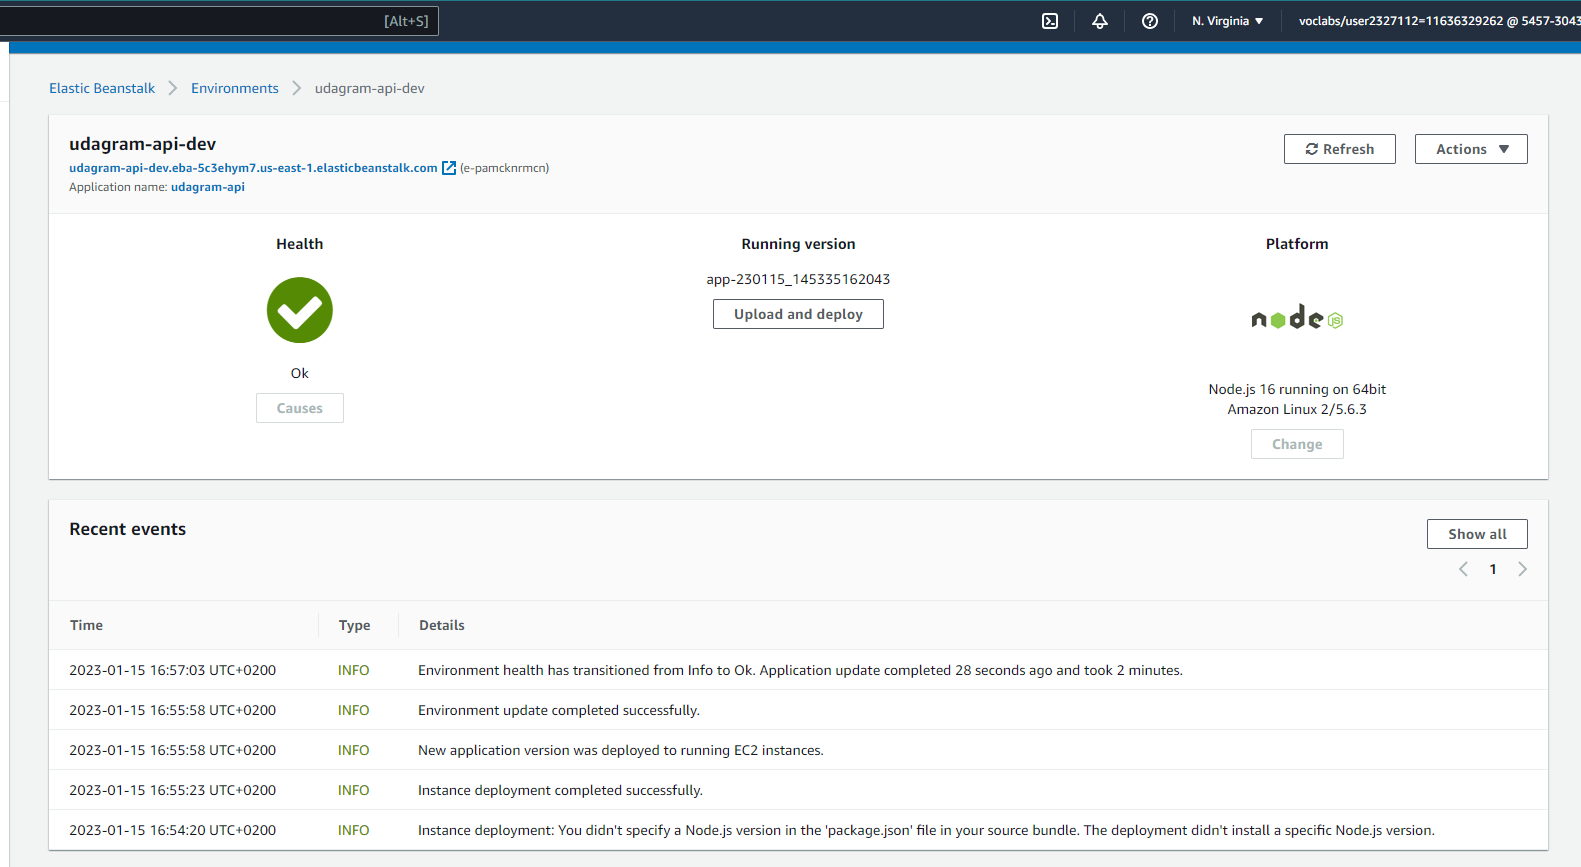 [Alt+S] N. Virginia voclabs/user2327112=11636329262 @ 5457-3043
Elastic Beanstalk Environments udagram-api-dev
udagram-api-dev
udagram-api-dev.eba-5c3ehym7.us-east-1.elasticbeanstalk.com (e-pamcknrmcn)
Application name: udagram-api
Refresh Actions
Health
Ok
Causes
Running version
app-230115_145335162043
Upload and deploy
Platform
node JS
Node.js 16 running on 64bit
Amazon Linux 2/5.6.3
Change
Recent events
Show all
1
Time Type Details
2023-01-15 16:57:03 UTC+0200 INFO Environment health has transitioned from Info to Ok. Application update completed 28 seconds ago and took 2 minutes.
2023-01-15 16:55:58 UTC+0200 INFO Environment update completed successfully.
2023-01-15 16:55:58 UTC+0200 INFO New application version was deployed to running EC2 instances.
2023-01-15 16:55:23 UTC+0200 INFO Instance deployment completed successfully.
2023-01-15 16:54:20 UTC+0200 INFO Instance deployment: You didn't specify a Node.js version in the 'package.json' file in your source bundle. The deployment didn't install a specific Node.js version.